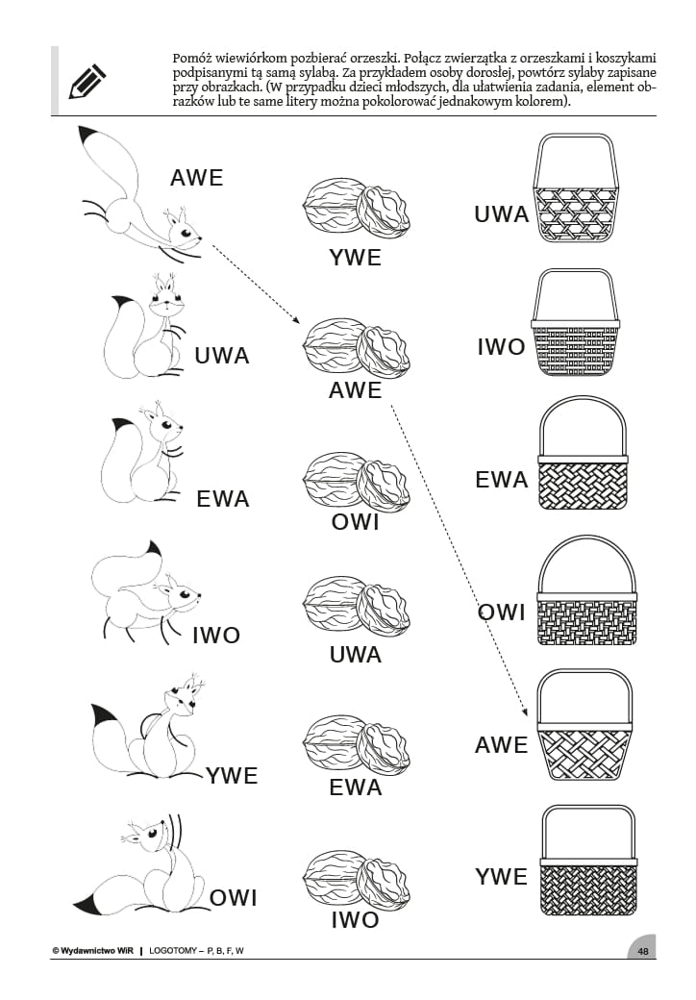 Pomóż wiewiórkom pozbierać orzeszki. Połącz zwierzątka z orzeszkami i koszykami
podpisanymi tą samą sylabą. Za przykładem osoby dorosłej, powtórz sylaby zapisane
przy obrazkach. (W przypadku dzieci młodszych, dla ułatwienia zadania, element ob-
razków lub te same litery można pokolorować jednakowym kolorem).
AWE
YWE
UWA
UWA
AWE
IWO
EWA
OWI
EWA
IWO
UWA
OWI
YWE
EWA
AWE
OWI
IWO
YWE
© Wydawnictwo WiR | LOGOTOMY – P, B, F, W
48